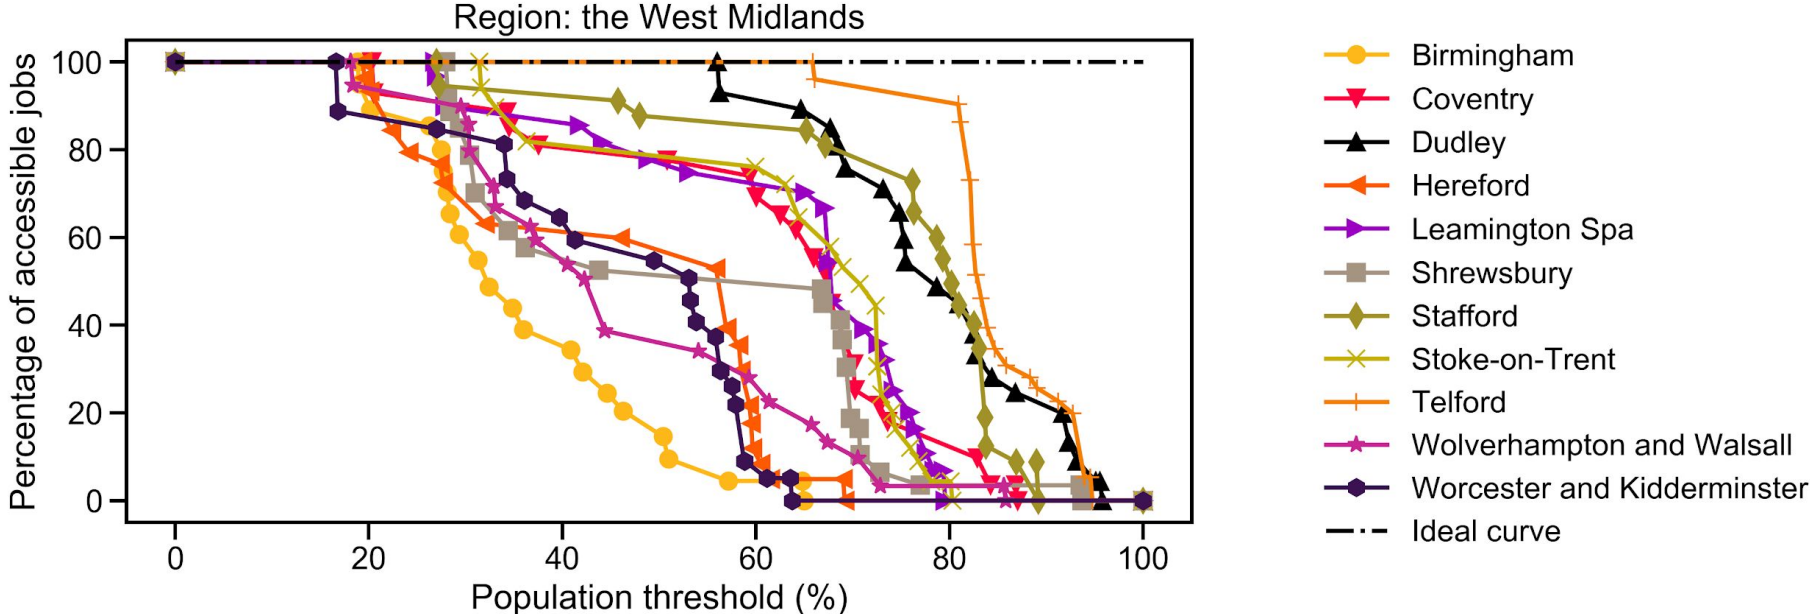 Region: the West Midlands
Percentage of accessible jobs
100
80
60
40
20
0
0 20 40 60 80 100
Population threshold (%)
Birmingham
Coventry
Dudley
Hereford
Leamington Spa
Shrewsbury
Stafford
Stoke-on-Trent
Telford
Wolverhampton and Walsall
Worcester and Kidderminster
Ideal curve